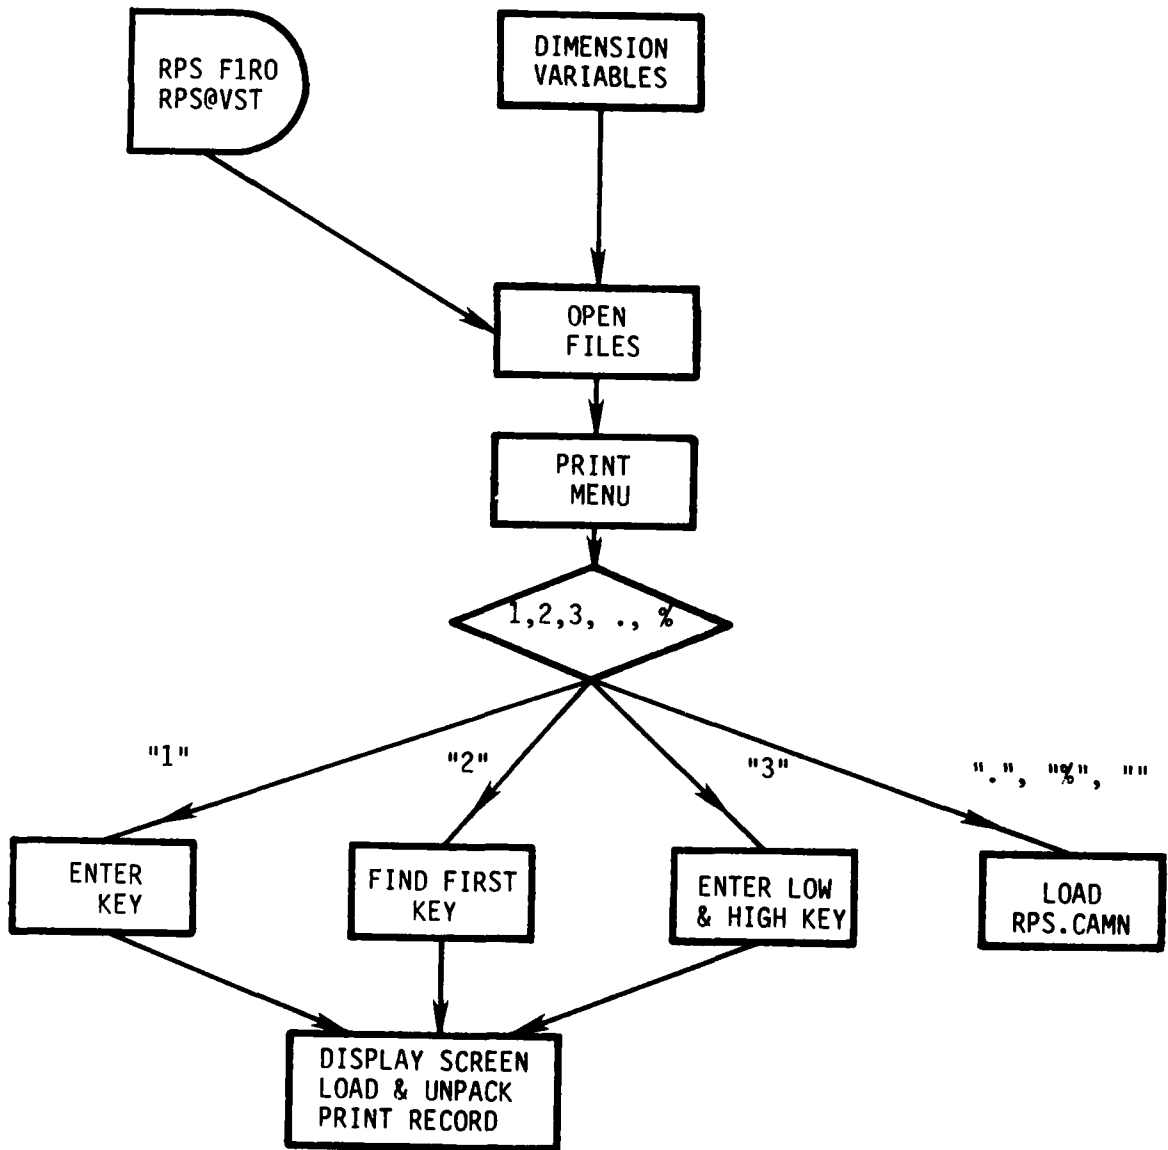 RPS F1RO
RPS@VST
DIMENSION
VARIABLES
OPEN
FILES
PRINT
MENU
1,2,3, ., %
"1"
"2"
"3"
".", "%", ""
ENTER
KEY
FIND FIRST
KEY
ENTER LOW
& HIGH KEY
LOAD
RPS.CAMN
DISPLAY SCREEN
LOAD & UNPACK
PRINT RECORD